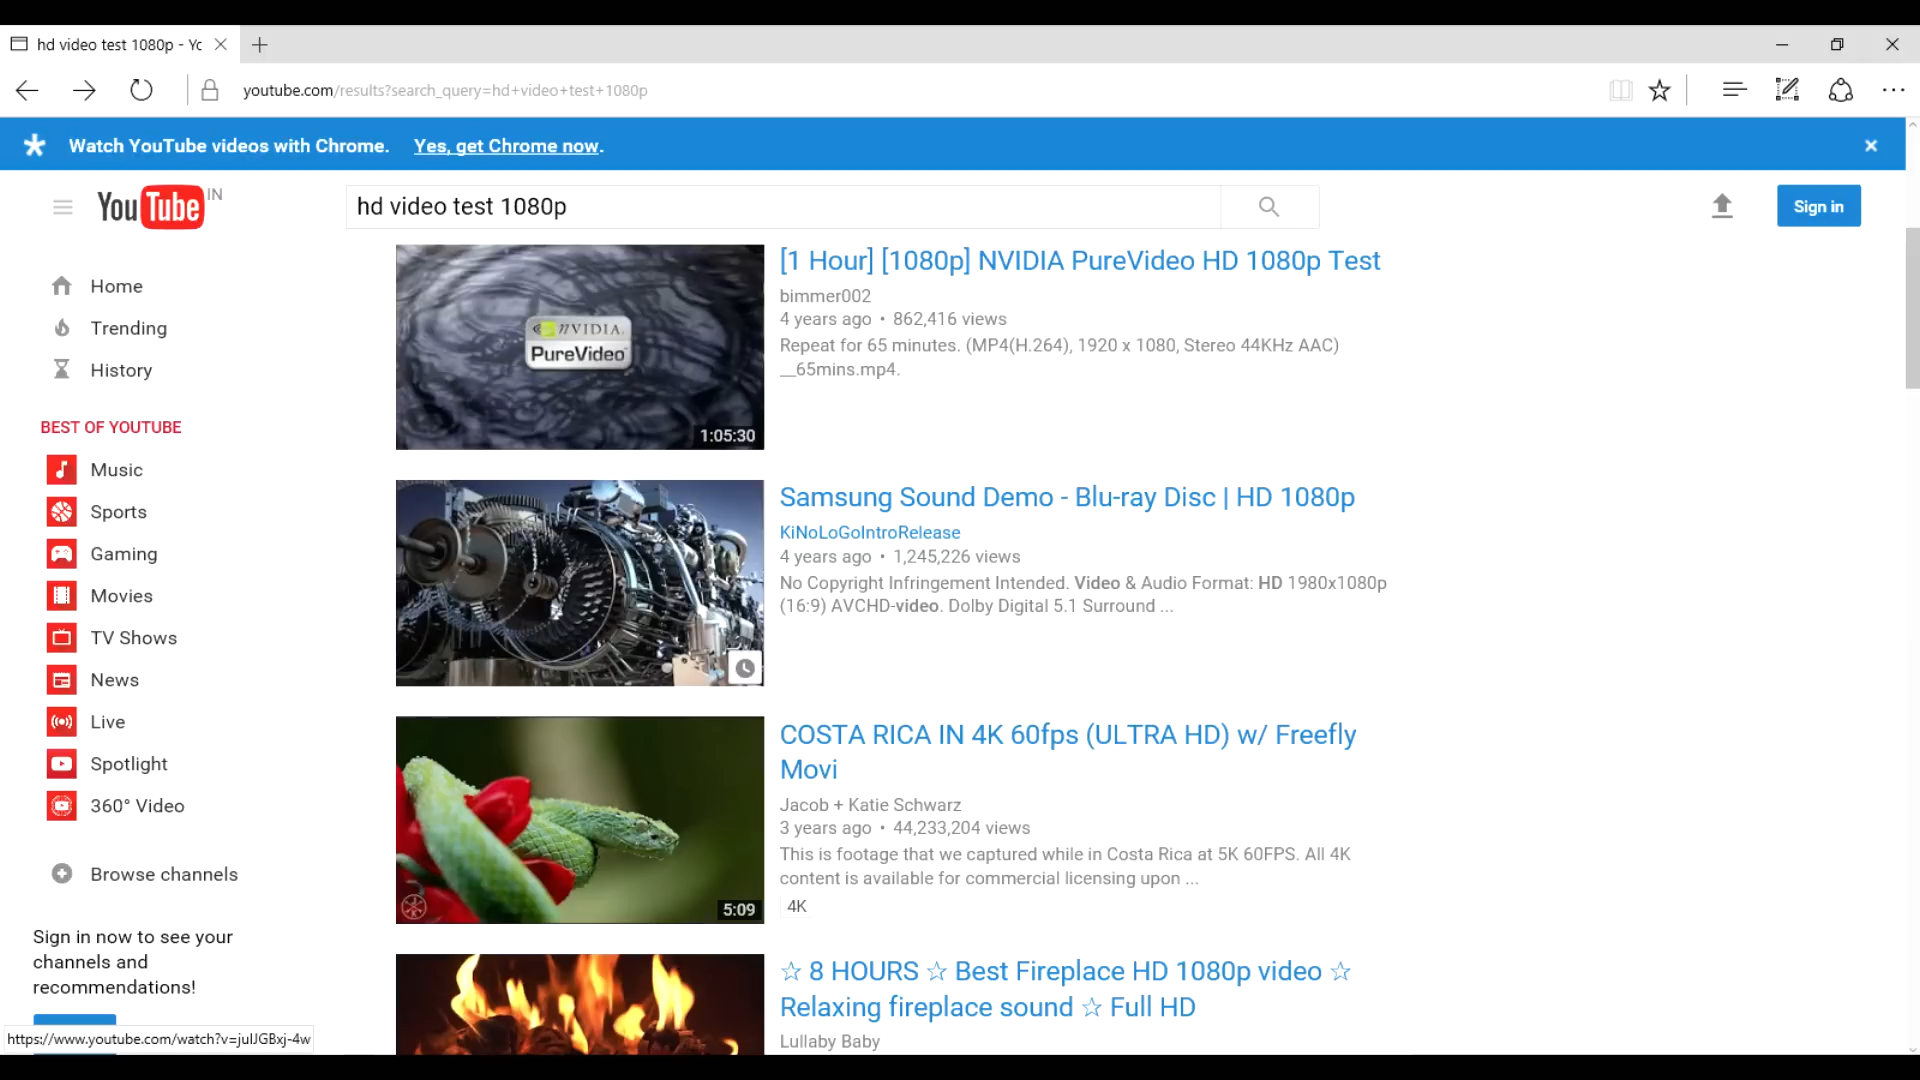 hd video test 1080p - Yc
youtube.com/results?search_query=hd+video+test+1080p
Watch YouTube videos with Chrome. Yes, get Chrome now.
YouTube IN
hd video test 1080p
Sign in
Home
Trending
History
BEST OF YOUTUBE
Music
Sports
Gaming
Movies
TV Shows
News
Live
Spotlight
360° Video
Browse channels
Sign in now to see your
channels and
recommendations!
https://www.youtube.com/watch?v=julJGBxj-4w
NVIDIA.
PureVideo
1:05:30
[1 Hour] [1080p] NVIDIA PureVideo HD 1080p Test
bimmer002
4 years ago • 862,416 views
Repeat for 65 minutes. (MP4(H.264), 1920 x 1080, Stereo 44KHz AAC)
__65mins.mp4.
Samsung Sound Demo - Blu-ray Disc | HD 1080p
KiNoLoGoIntroRelease
4 years ago • 1,245,226 views
No Copyright Infringement Intended. Video & Audio Format: HD 1980x1080p
(16:9) AVCHD-video. Dolby Digital 5.1 Surround ...
5:09
COSTA RICA IN 4K 60fps (ULTRA HD) w/ Freefly
Movi
Jacob + Katie Schwarz
3 years ago • 44,233,204 views
This is footage that we captured while in Costa Rica at 5K 60FPS. All 4K
content is available for commercial licensing upon ...
4K
☆ 8 HOURS ☆ Best Fireplace HD 1080p video ☆
Relaxing fireplace sound ☆ Full HD
Lullaby Baby